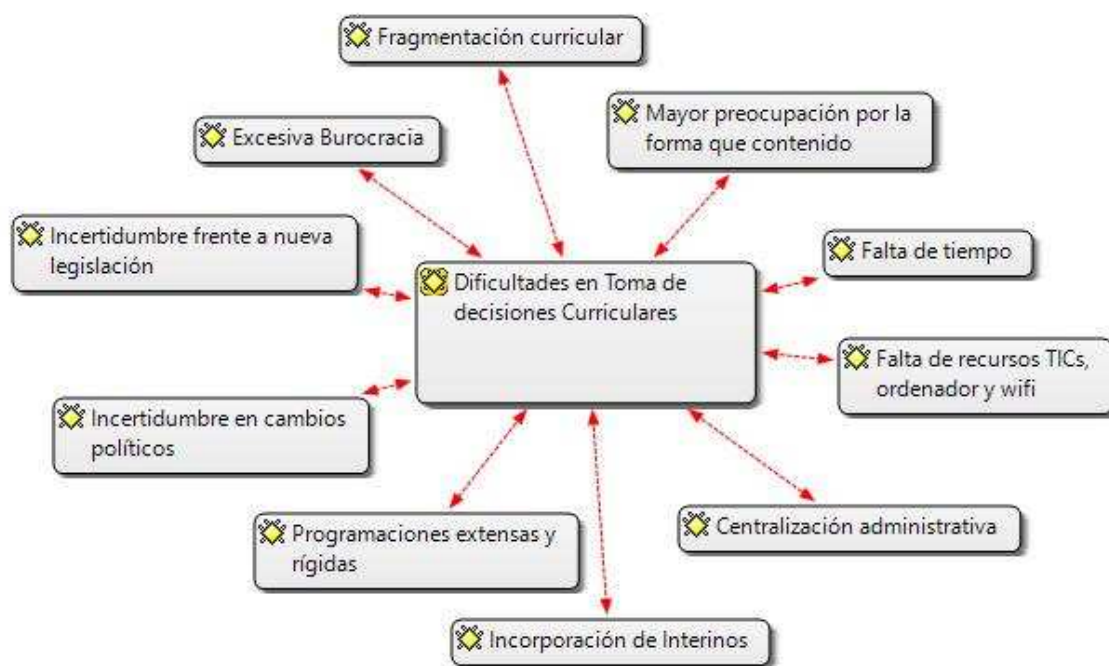 Fragmentación curricular
Mayor preocupación por la
forma que contenido
Excesiva Burocracia
Incertidumbre frente a nueva
legislación
Falta de tiempo
Dificultades en Toma de
decisiones Curriculares
Falta de recursos TICs,
ordenador y wifi
Incertidumbre en cambios
políticos
Programaciones extensas y
rígidas
Centralización administrativa
Incorporación de Interinos